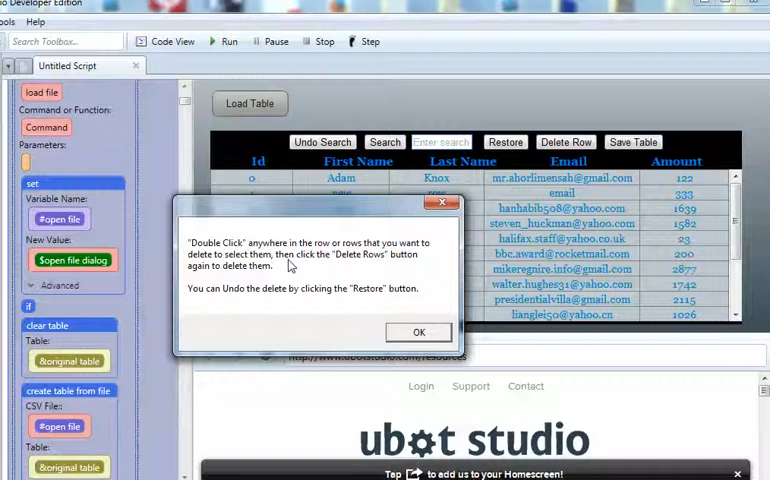 io Developer Edition
ools Help
Search Toolbox... Code View Run Pause Stop Step
Untitled Script
load file
Command or Function:
Command
Parameters:
set
Variable Name:
#open file
New Value:
$open file dialog
Advanced
if
clear table
Table:
&original table
create table from file
CSV File::
#open file
Table:
&original table
Load Table
Undo Search Search Enter search Restore Delete Row Save Table
Id First Name Last Name Email Amount
0 Adam Knox mr.ahorlimensah@gmail.com 122
email 333
hanhabib508@yahoo.com 1639
steven_huckman@yahoo.com 742
halifax.staff@yahoo.co.uk 23
bbc.award@rocketmail.com 200
mikeregnire.info@gmail.com 2877
walter.hughes31@yahoo.com 1742
presidentialvilla@gmail.com 2115
lianglei50@yahoo.cn 1026
"Double Click" anywhere in the row or rows that you want to
delete to select them, then click the "Delete Rows" button
again to delete them.
You can Undo the delete by clicking the "Restore" button.
OK
Login Support Contact
ubot studio
Tap to add us to your Homescreen!